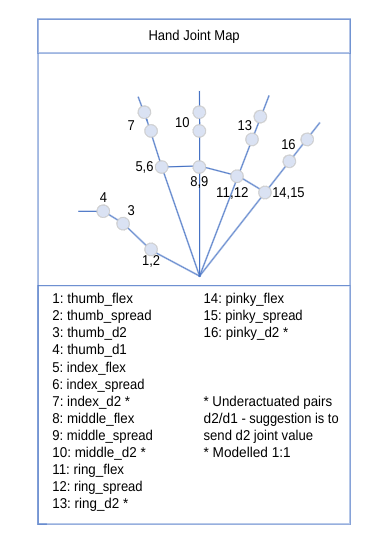 Hand Joint Map
7
10
13
16
5,6
8,9
11,12
14,15
4
3
1,2
1: thumb_flex
2: thumb_spread
3: thumb_d2
4: thumb_d1
5: index_flex
6: index_spread
7: index_d2 *
8: middle_flex
9: middle_spread
10: middle_d2 *
11: ring_flex
12: ring_spread
13: ring_d2 *
14: pinky_flex
15: pinky_spread
16: pinky_d2 *
* Underactuated pairs
d2/d1 - suggestion is to
send d2 joint value
* Modelled 1:1